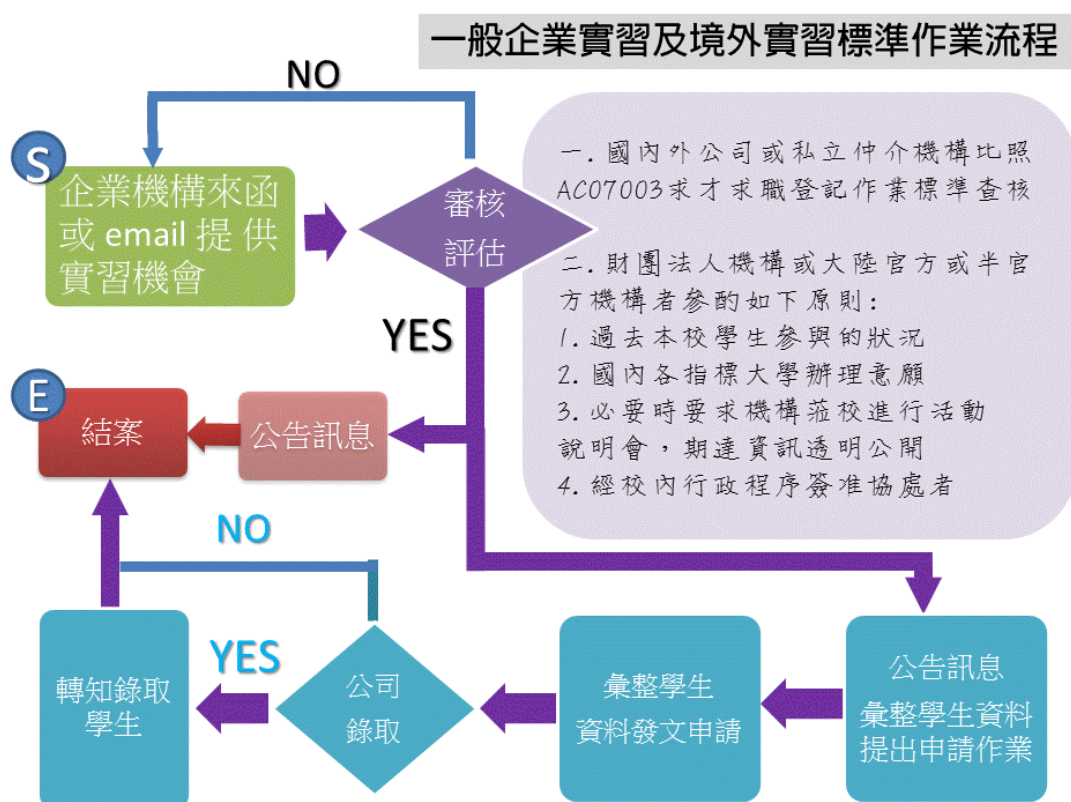 一般企業實習及境外實習標準作業流程
NO
S
企業機構來函
或 email 提 供
實習機會
審核
評估
一. 國內外公司或私立仲介機構比照
AC07003求才求職登記作業標準查核
二. 財團法人機構或大陸官方或半官
方機構者參酌如下原則:
1. 過去本校學生參與的狀況
2. 國內各指標大學辦理意願
3. 必要時要求機構蒞校進行活動
說明會，期達資訊透明公開
4. 經校內行政程序簽准協處者
YES
E
結案
公告訊息
NO
轉知錄取
學生
YES
公司
錄取
彙整學生
資料發文申請
公告訊息
彙整學生資料
提出申請作業